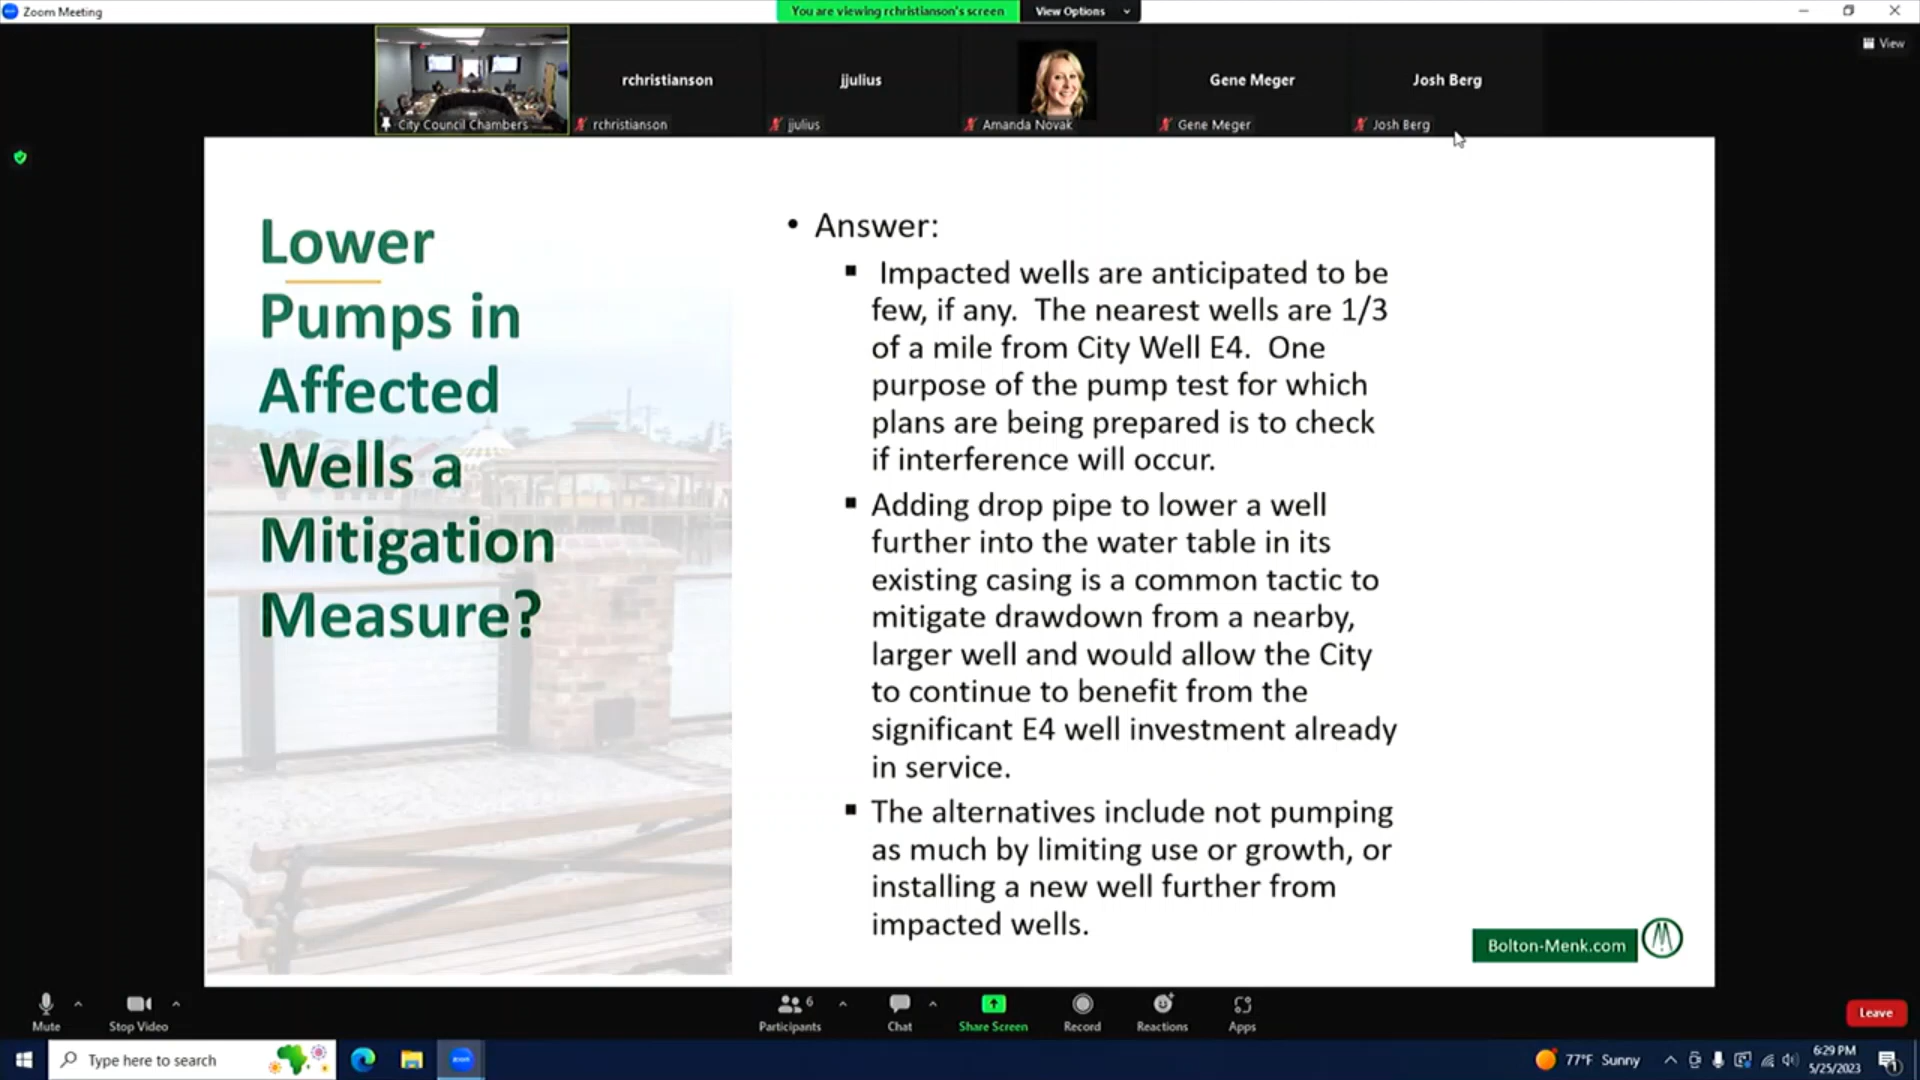 Zoom Meeting
You are viewing rchristianson's screen
View Options
View
rchristianson
jjulius
Gene Meger
Josh Berg
City Council Chambers
rchristianson
jjulius
Amanda Novak
Gene Meger
Josh Berg
Lower
Pumps in
Affected
Wells a
Mitigation
Measure?
• Answer:
▪ Impacted wells are anticipated to be
few, if any. The nearest wells are 1/3
of a mile from City Well E4. One
purpose of the pump test for which
plans are being prepared is to check
if interference will occur.
▪ Adding drop pipe to lower a well
further into the water table in its
existing casing is a common tactic to
mitigate drawdown from a nearby,
larger well and would allow the City
to continue to benefit from the
significant E4 well investment already
in service.
▪ The alternatives include not pumping
as much by limiting use or growth, or
installing a new well further from
impacted wells.
Bolton-Menk.com
Mute
Stop Video
6
Participants
Chat
Share Screen
Record
Reactions
Apps
Leave
Type here to search
zoom
77°F Sunny
6:29 PM
5/25/2023
1